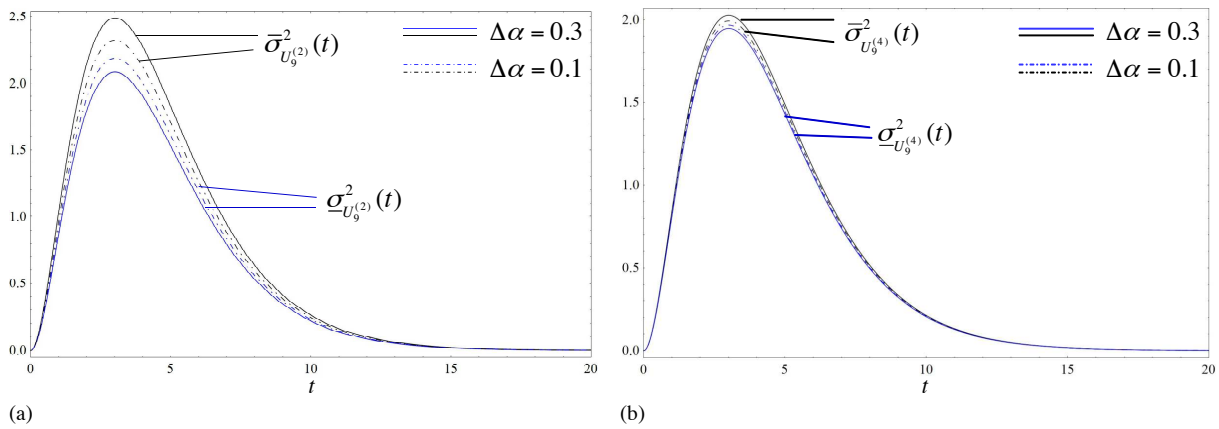 2.5
2.0
1.5
1.0
0.5
0.0
0 5 10 15 20
t
σ̅²_{U₉^{(2)}}(t)
Δα = 0.3
Δα = 0.1
σ̲²_{U₉^{(2)}}(t)
(a)
2.0
1.5
1.0
0.5
0.0
0 5 10 15 20
t
σ̅²_{U₉^{(4)}}(t)
Δα = 0.3
Δα = 0.1
σ̲²_{U₉^{(4)}}(t)
(b)